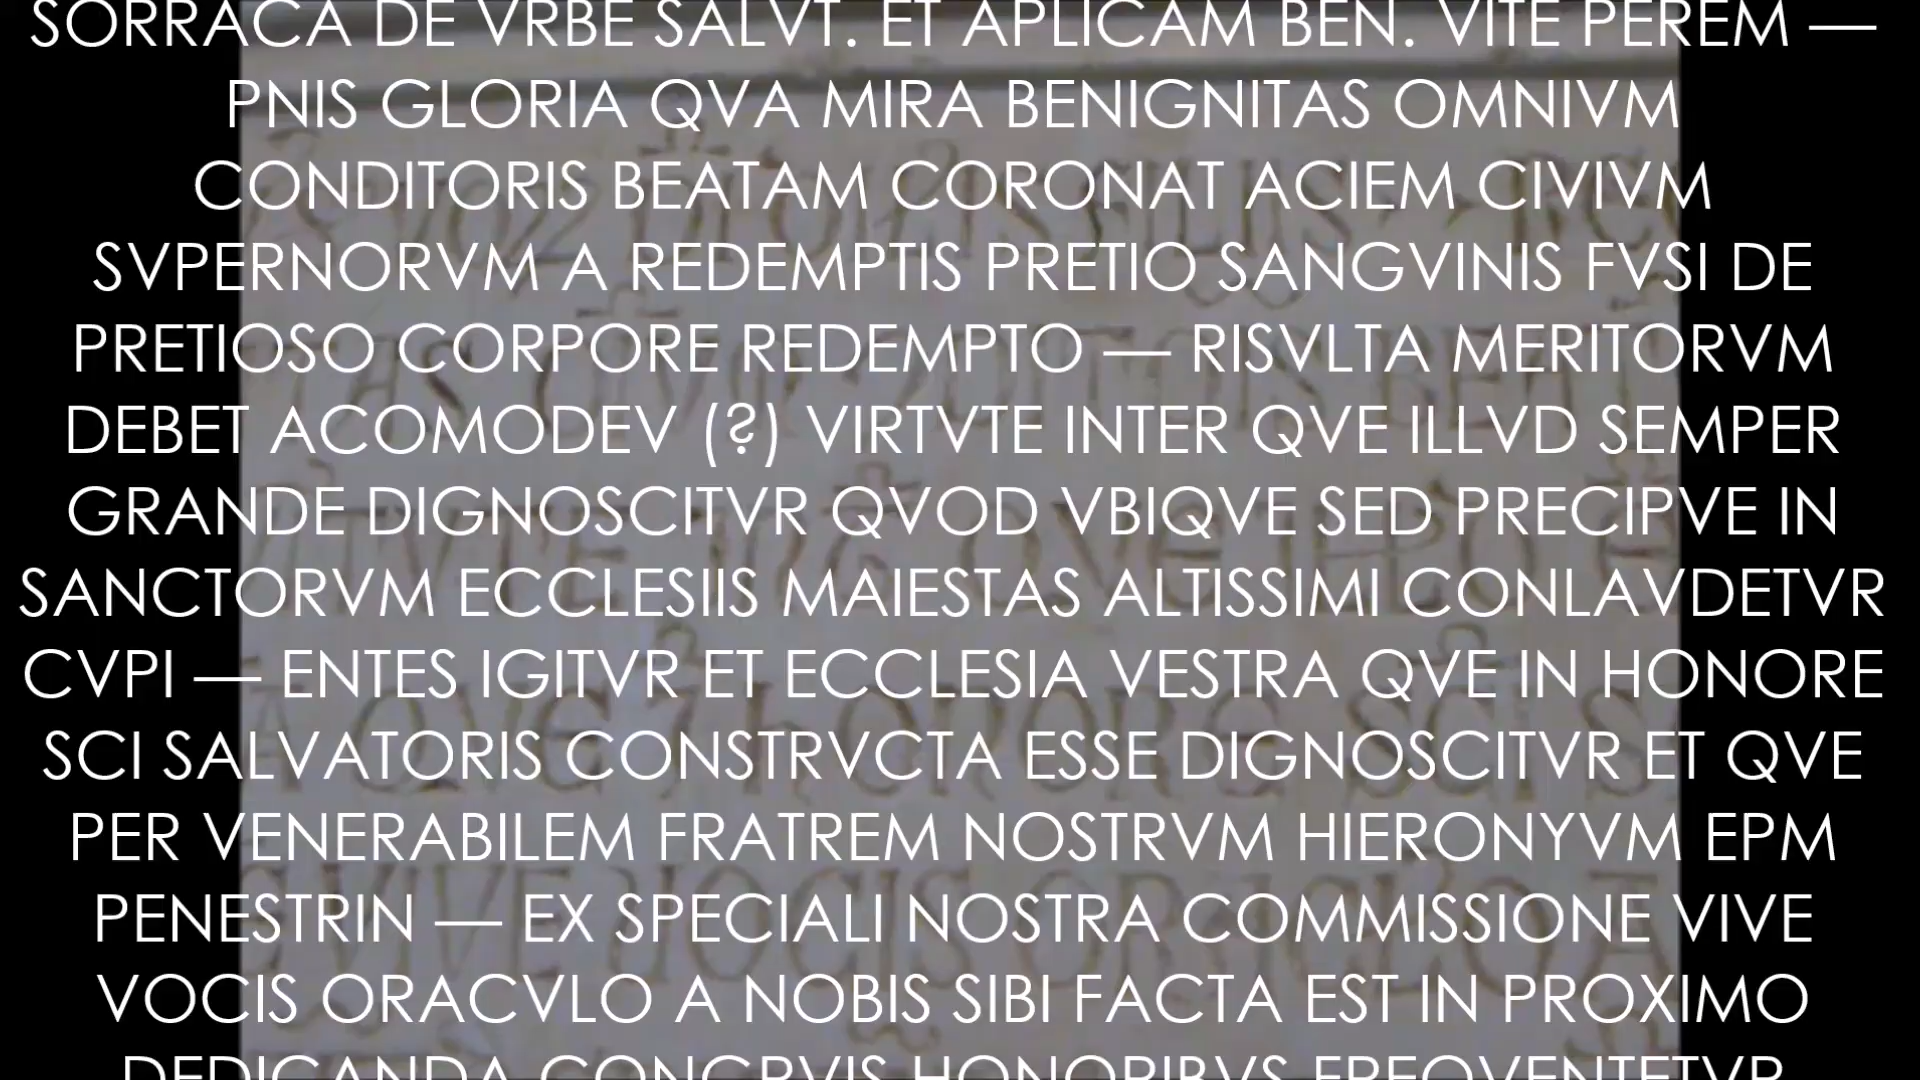 SORRACA DE VRBE SALVT. ET APLICAM BEN. VITE PEREM —
PNIS GLORIA QVA MIRA BENIGNITAS OMNIVM
CONDITORIS BEATAM CORONAT ACIEM CIVIVM
SVPERNORVM A REDEMPTIS PRETIO SANGVINIS FVSI DE
PRETIOSO CORPORE REDEMPTO — RISVLTA MERITORVM
DEBET ACOMODEV (?) VIRTVTE INTER QVE ILLVD SEMPER
GRANDE DIGNOSCITVR QVOD VBIQVE SED PRECIPVE IN
SANCTORVM ECCLESIIS MAIESTAS ALTISSIMI CONLAVDETVR
CVPI — ENTES IGITVR ET ECCLESIA VESTRA QVE IN HONORE
SCI SALVATORIS CONSTRVCTA ESSE DIGNOSCITVR ET QVE
PER VENERABILEM FRATREM NOSTRVM HIERONYVM EPM
PENESTRIN — EX SPECIALI NOSTRA COMMISSIONE VIVE
VOCIS ORACVLO A NOBIS SIBI FACTA EST IN PROXIMO
DEDICANDA CONGRVIS HONORIBVS FREQVENTETVR